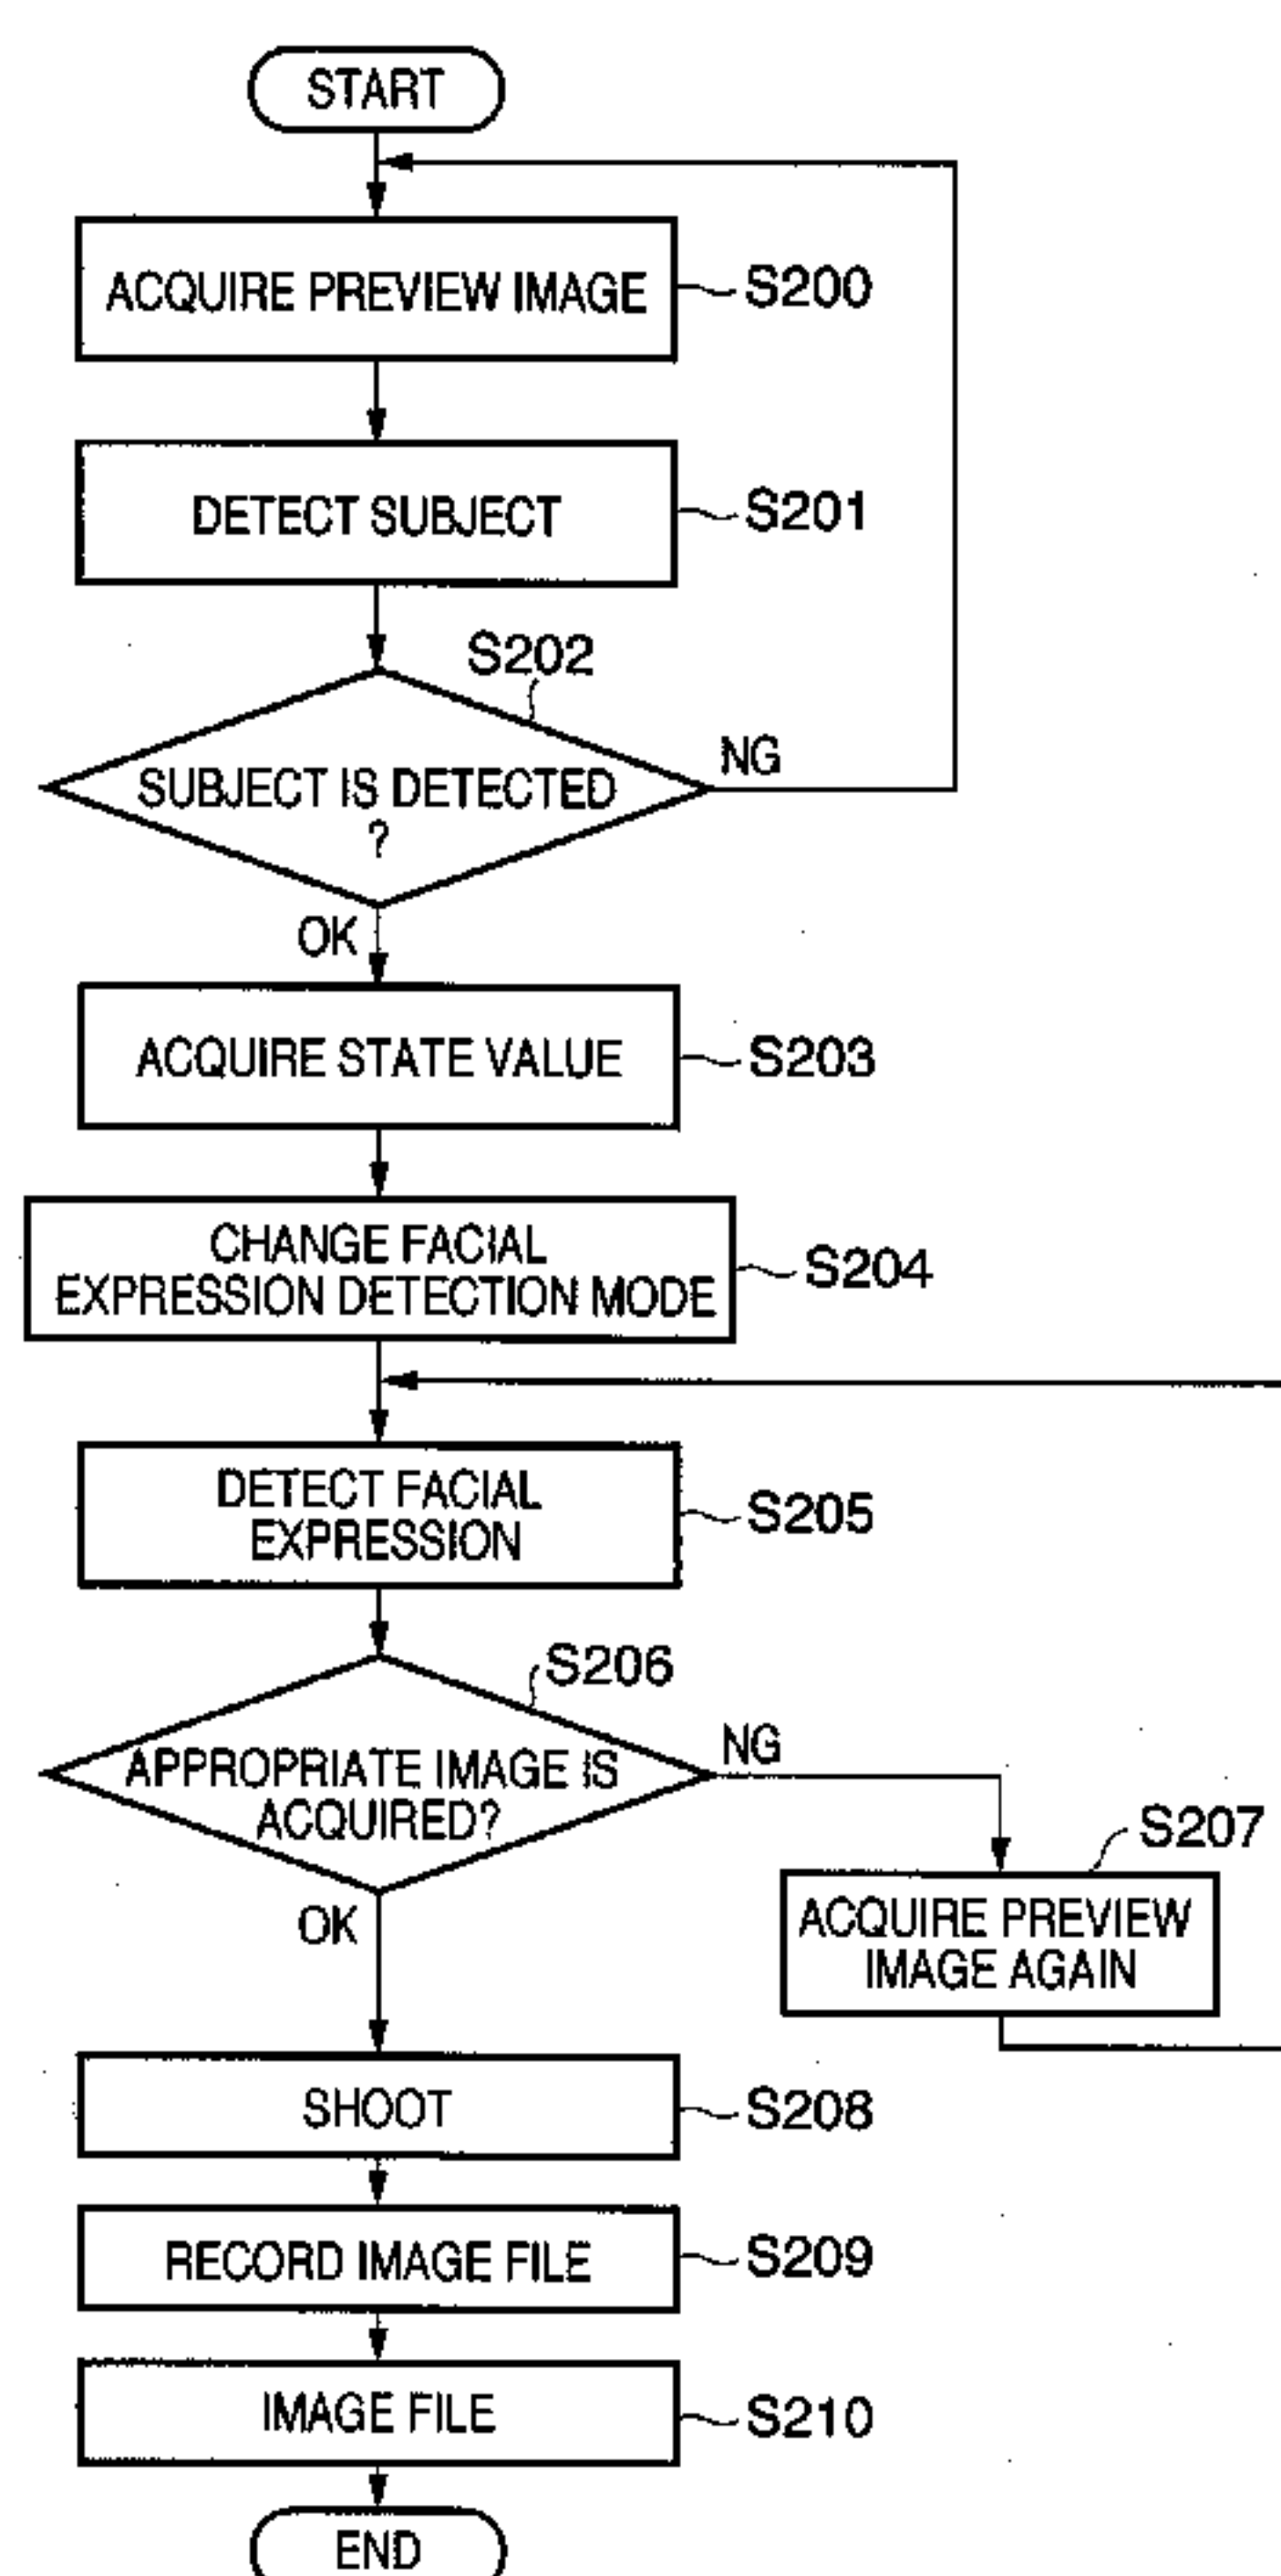 START
ACQUIRE PREVIEW IMAGE
S200
DETECT SUBJECT
S201
S202
SUBJECT IS DETECTED
?
NG
OK
ACQUIRE STATE VALUE
S203
CHANGE FACIAL
EXPRESSION DETECTION MODE
S204
DETECT FACIAL
EXPRESSION
S205
S206
APPROPRIATE IMAGE IS
ACQUIRED?
NG
S207
ACQUIRE PREVIEW
IMAGE AGAIN
OK
SHOOT
S208
RECORD IMAGE FILE
S209
IMAGE FILE
S210
END